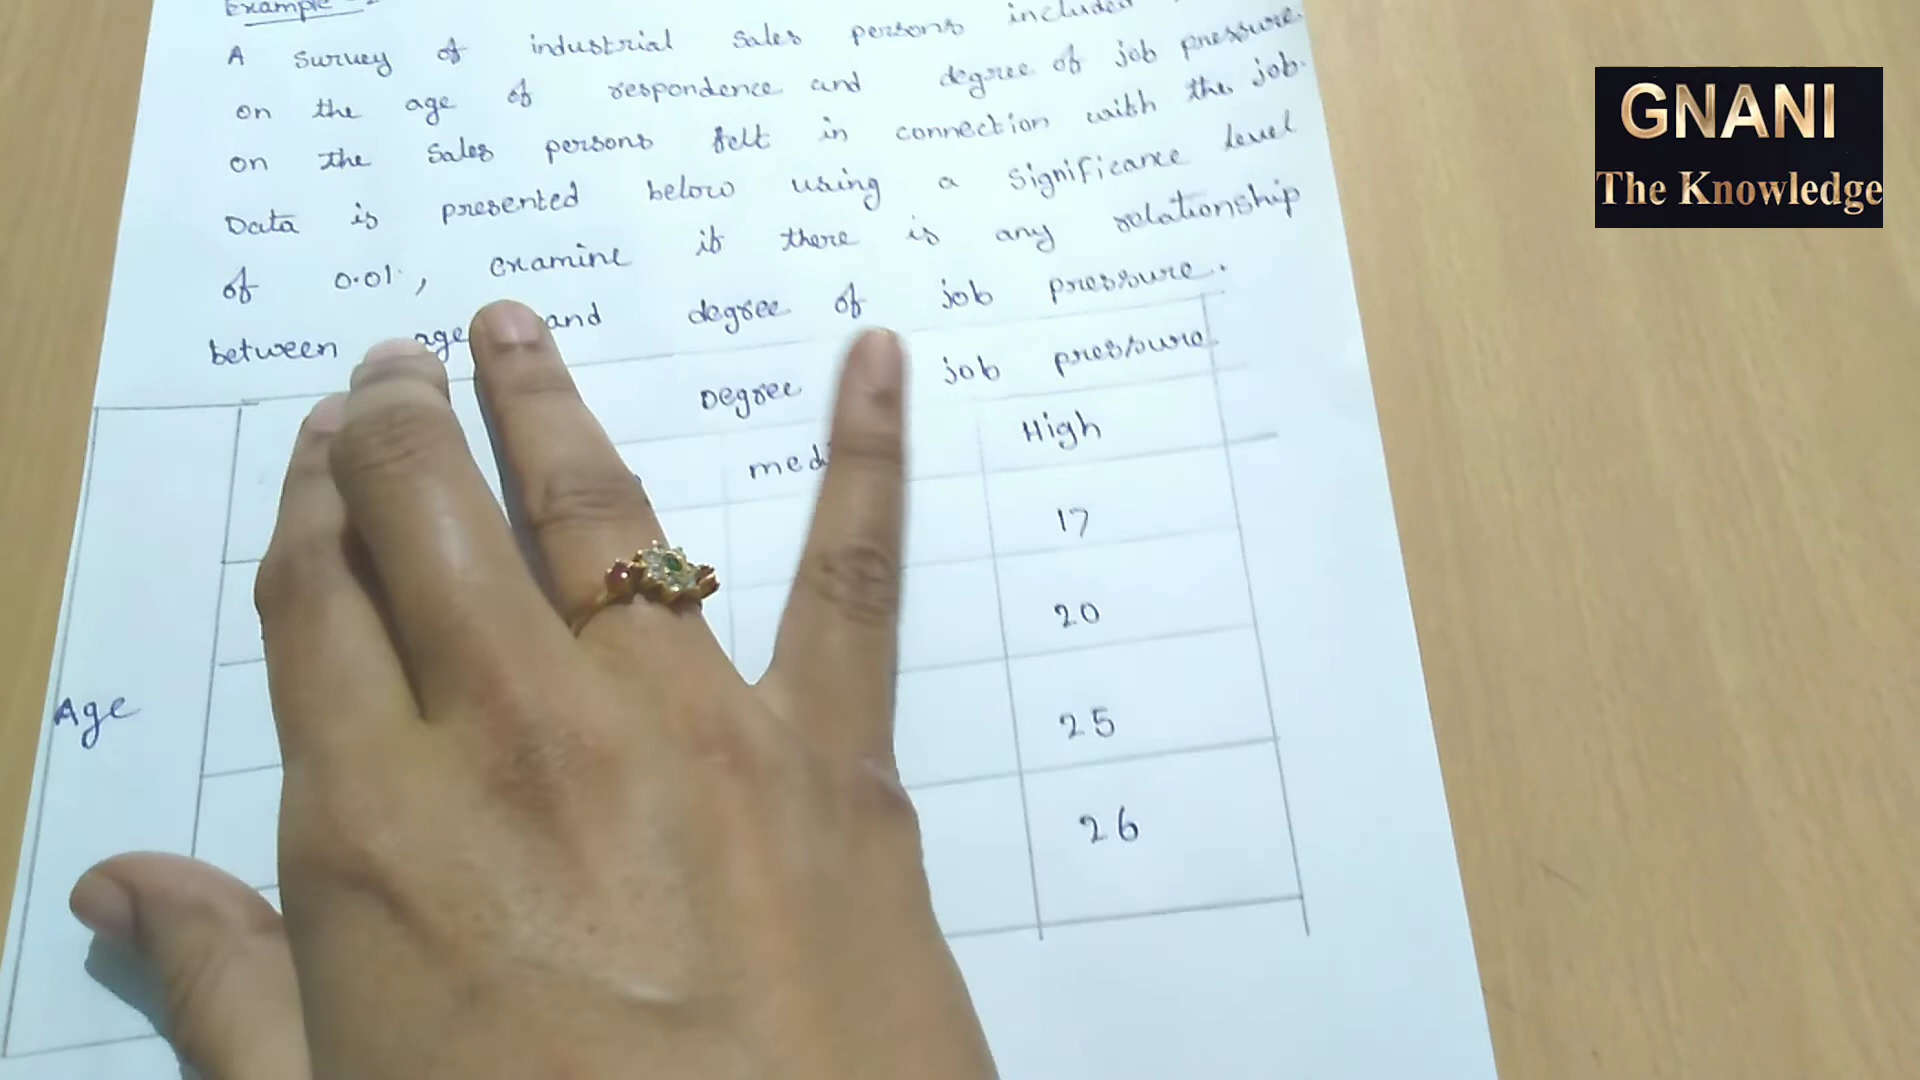 Example
A survey of industrial sales persons included
on the age of respondence and degree of job pressure.
on the sales persons felt in connection with the job.
Data is presented below using a significance level
of 0.01, examine if there is any relationship
between age and degree of job pressure.
Degree job pressure
High
17
20
Age
25
26
GNANI
The Knowledge